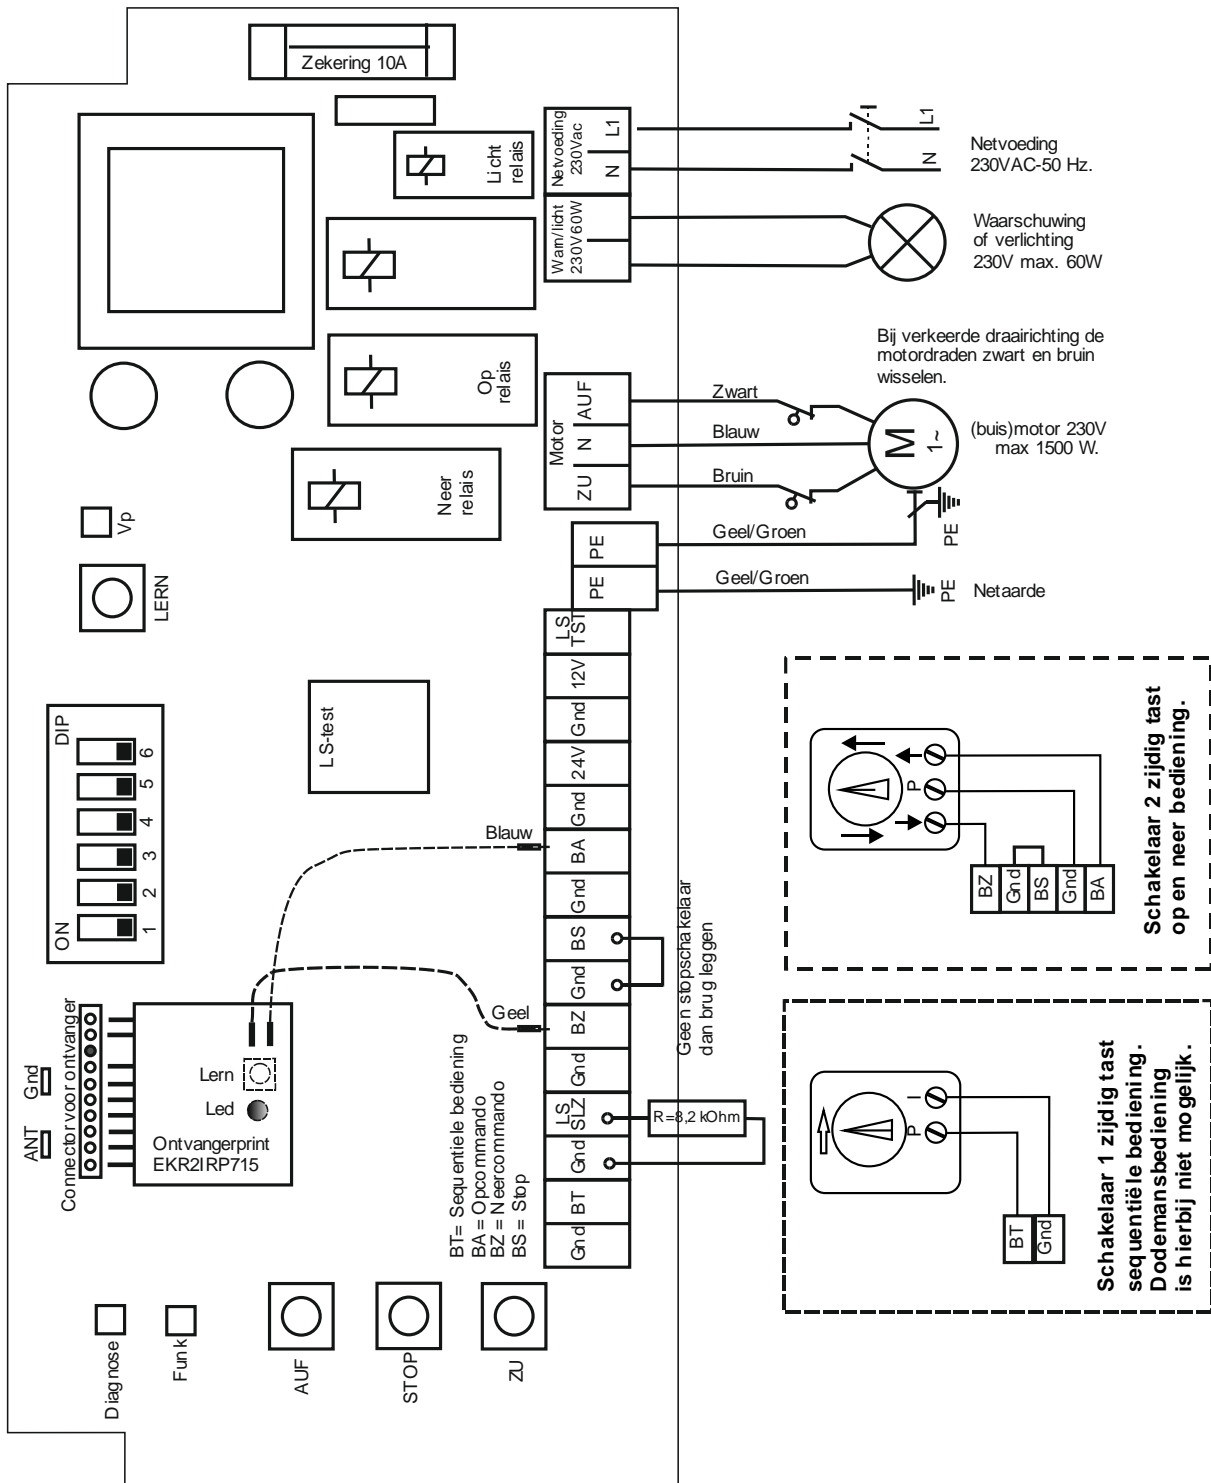 Zekering 10A
Licht
relais
Netvoeding
230Vac
L1
N
L1
N
Netvoeding
230VAC-50 Hz.
Warn/licht
230V60W
Waarschuwing
of verlichting
230V max. 60W
Bij verkeerde draairichting de
motordraden zwart en bruin
wisselen.
Op
relais
Neer
relais
Motor
AUF
N
ZU
Zwart
Blauw
Bruin
M
1~
(buis)motor 230V
max 1500 W.
PE
PE
Geel/Groen
Geel/Groen
PE
PE
Netaarde
Vp
LERN
LS
TST
12V
Gnd
24V
Gnd
BA
Gnd
BS
Gnd
BZ
Gnd
LS
SLZ
Gnd
BT
Gnd
LS-test
DIP
ON
6
5
4
3
2
1
Blauw
Geel
Geen stopschakelaar
dan brug leggen
R=8,2 kOhm
Connector voor ontvanger
Gnd
ANT
Lern
Led
Ontvangerprint
EKR2IRP715
BT= Sequentiele bediening
BA = Opcommando
BZ = Neercommando
BS = Stop
Diagnose
Funk
AUF
STOP
ZU
P
BZ
Gnd
BS
Gnd
BA
Schakelaar 2 zijdig tast
op en neer bediening.
I
P
BT
Gnd
Schakelaar 1 zijdig tast
sequentiële bediening.
Dodemansbediening
is hierbij niet mogelijk.